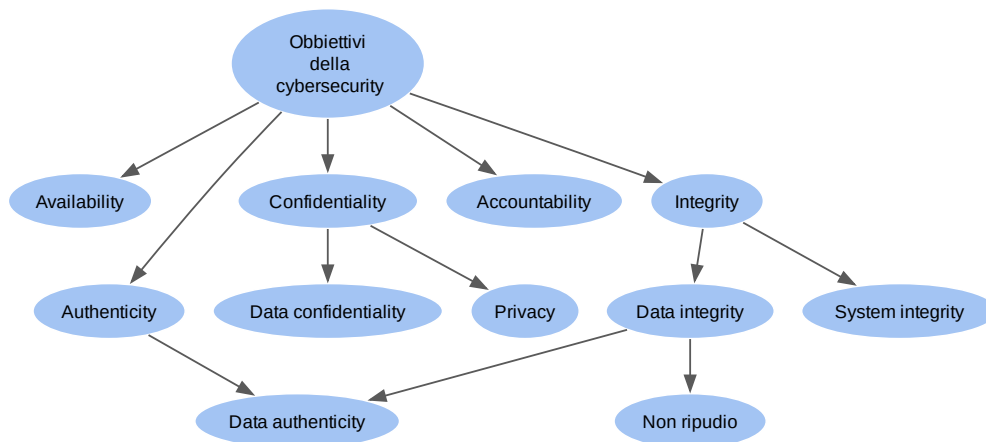 Obbiettivi
della
cybersecurity
Availability
Confidentiality
Accountability
Integrity
Authenticity
Data confidentiality
Privacy
Data integrity
System integrity
Data authenticity
Non ripudio